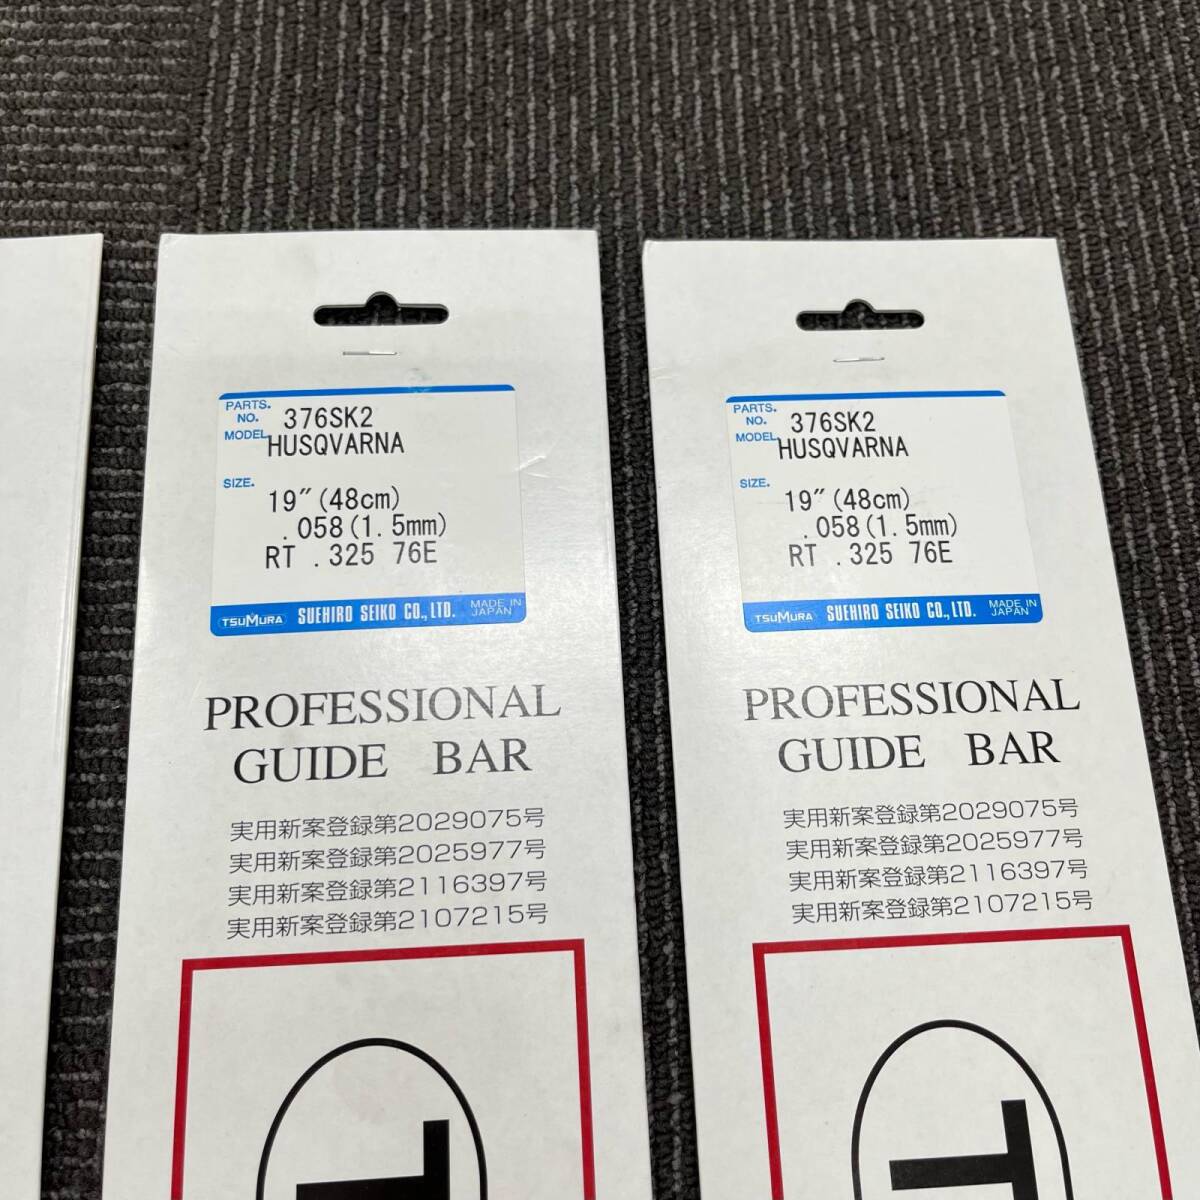 PARTS.
NO. 376SK2
MODEL HUSQVARNA
SIZE.
19″(48cm)
.058(1.5mm)
RT .325 76E
TSUMURA SUEHIRO SEIKO CO., LTD. MADE IN
JAPAN
PROFESSIONAL
GUIDE BAR
実用新案登録第2029075号
実用新案登録第2025977号
実用新案登録第2116397号
実用新案登録第2107215号
T
PARTS.
NO. 376SK2
MODEL HUSQVARNA
SIZE.
19″(48cm)
.058(1.5mm)
RT .325 76E
TSUMURA SUEHIRO SEIKO CO., LTD. MADE IN
JAPAN
PROFESSIONAL
GUIDE BAR
実用新案登録第2029075号
実用新案登録第2025977号
実用新案登録第2116397号
実用新案登録第2107215号
T